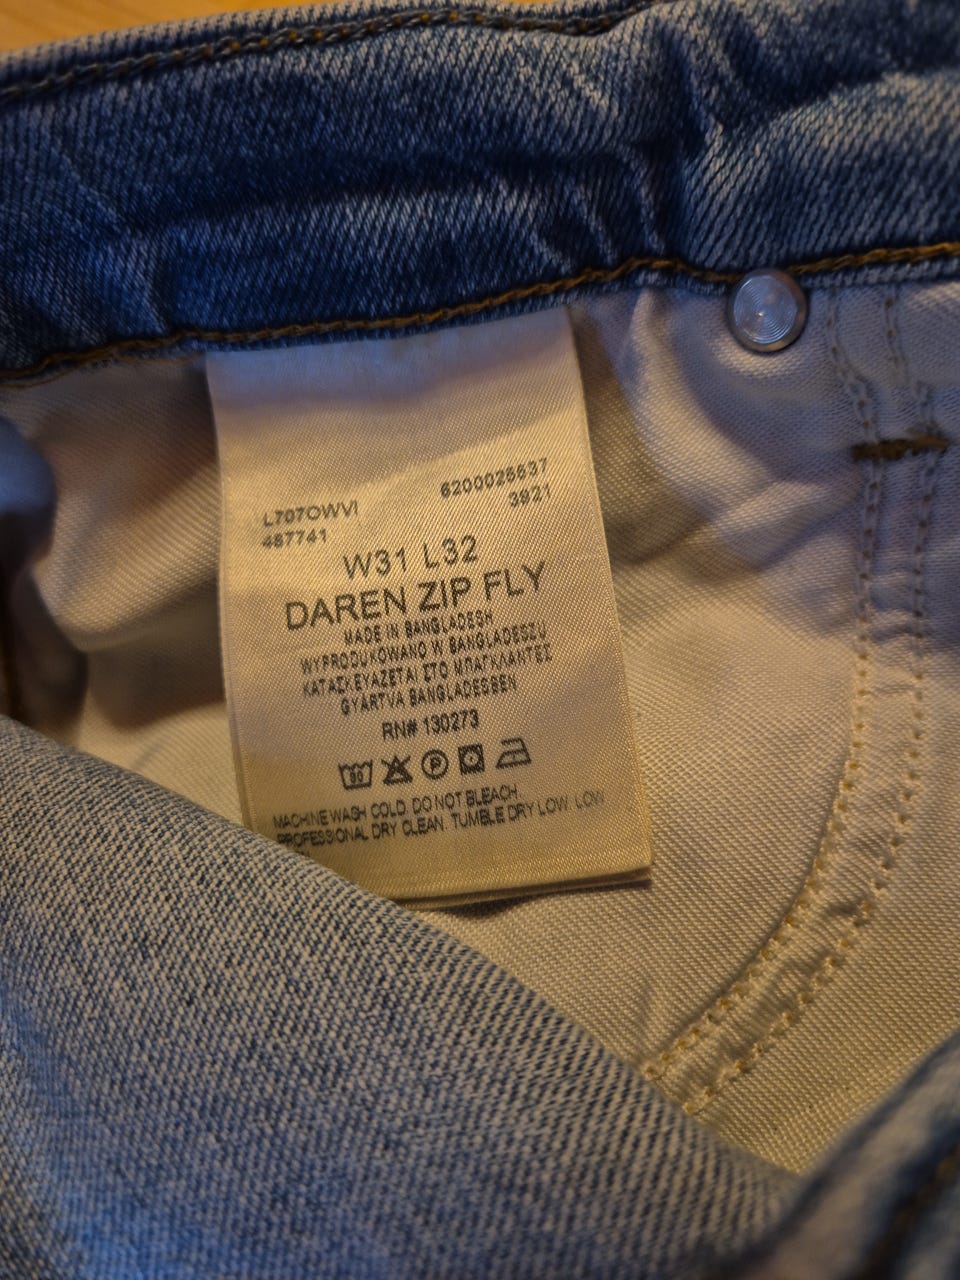 L707OWVI 6200025537
487741 3921
W31 L32
DAREN ZIP FLY
MADE IN BANGLADESH
WYPRODUKOWANO W BANGLADESZU
ΚΑΤΑΣΚΕΥΑΖΕΤΑΙ ΣΤΟ ΜΠΑΓΚΛΑΝΤΕΣ
GYÁRTVA BANGLADESBEN
RN# 130273
P
MACHINE WASH COLD. DO NOT BLEACH.
PROFESSIONAL DRY CLEAN. TUMBLE DRY LOW. LOW